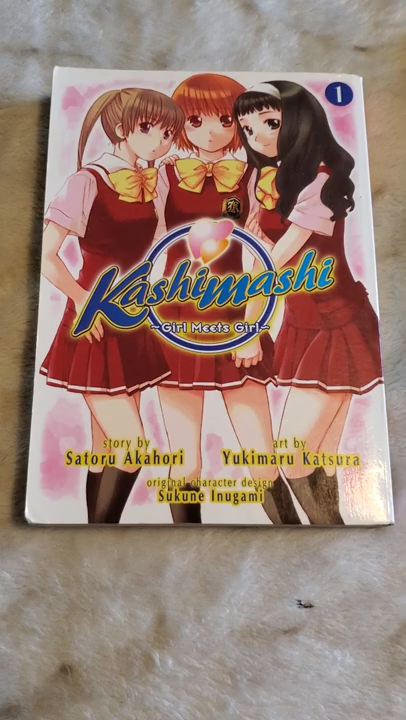 1
Kashimashi
~Girl Meets Girl~
story by
Satoru Akahori
art by
Yukimaru Katsura
original character design
Sukune Inugami